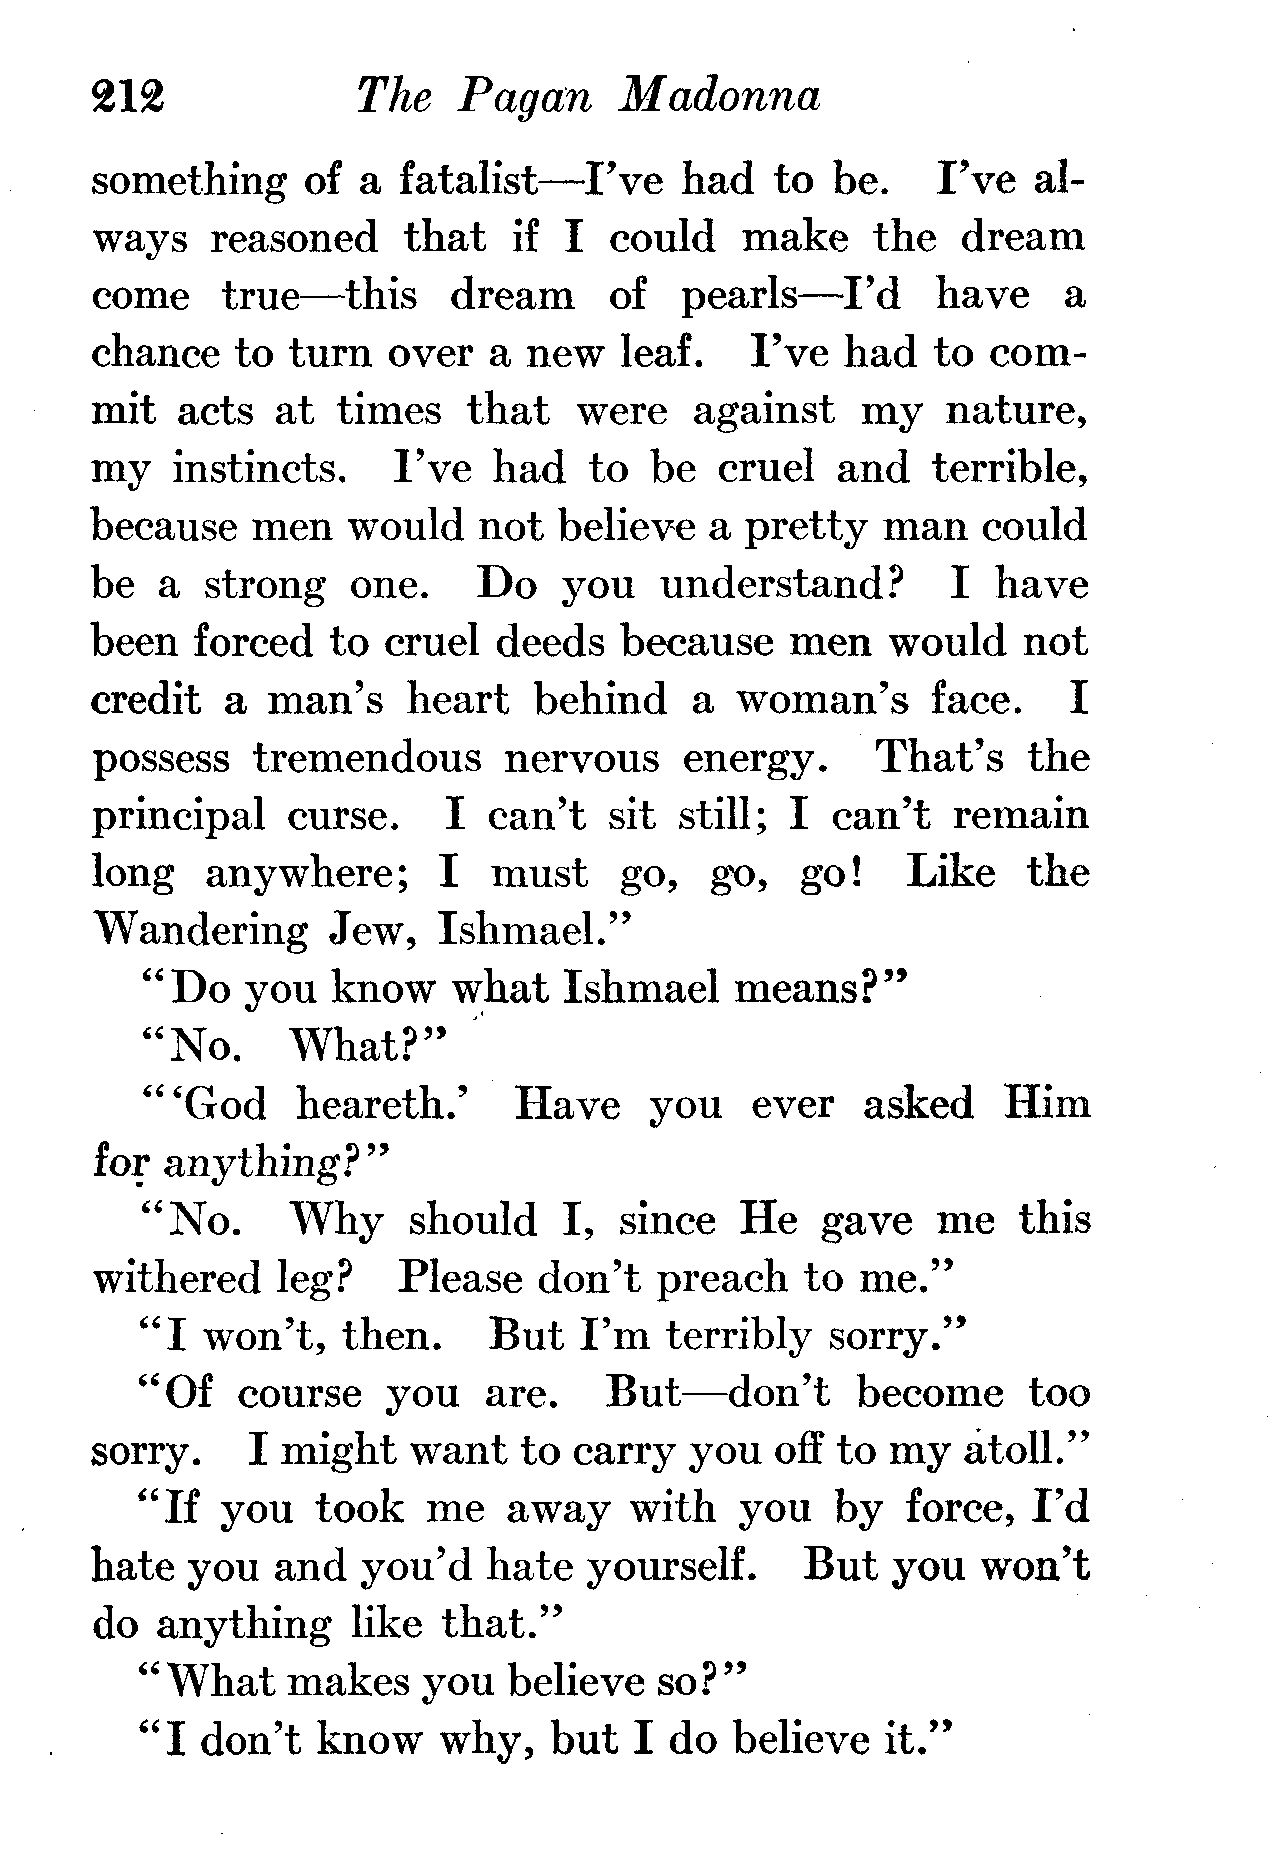 212 The Pagan Madonna
something of a fatalist—I've had to be. I've al-
ways reasoned that if I could make the dream
come true—this dream of pearls—I'd have a
chance to turn over a new leaf. I've had to com-
mit acts at times that were against my nature,
my instincts. I've had to be cruel and terrible,
because men would not believe a pretty man could
be a strong one. Do you understand? I have
been forced to cruel deeds because men would not
credit a man's heart behind a woman's face. I
possess tremendous nervous energy. That's the
principal curse. I can't sit still; I can't remain
long anywhere; I must go, go, go! Like the
Wandering Jew, Ishmael."
"Do you know what Ishmael means?"
"No. What?"
"'God heareth.' Have you ever asked Him
for anything?"
"No. Why should I, since He gave me this
withered leg? Please don't preach to me."
"I won't, then. But I'm terribly sorry."
"Of course you are. But—don't become too
sorry. I might want to carry you off to my atoll."
"If you took me away with you by force, I'd
hate you and you'd hate yourself. But you won't
do anything like that."
"What makes you believe so?"
"I don't know why, but I do believe it."